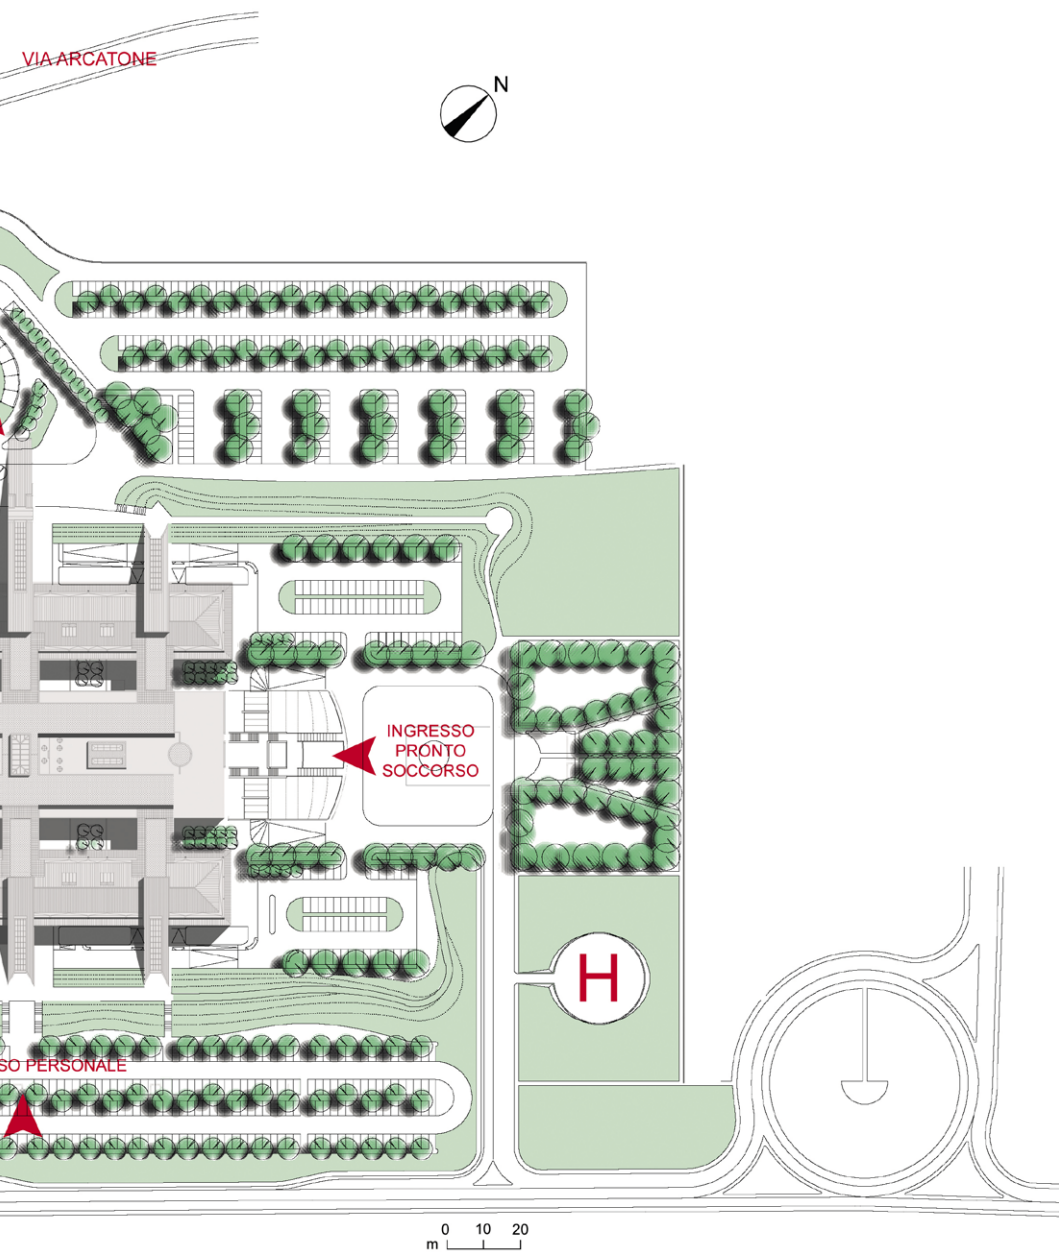 VIA ARCATONE
N
INGRESSO
PRONTO
SOCCORSO
H
SO PERSONALE
0 10 20
m